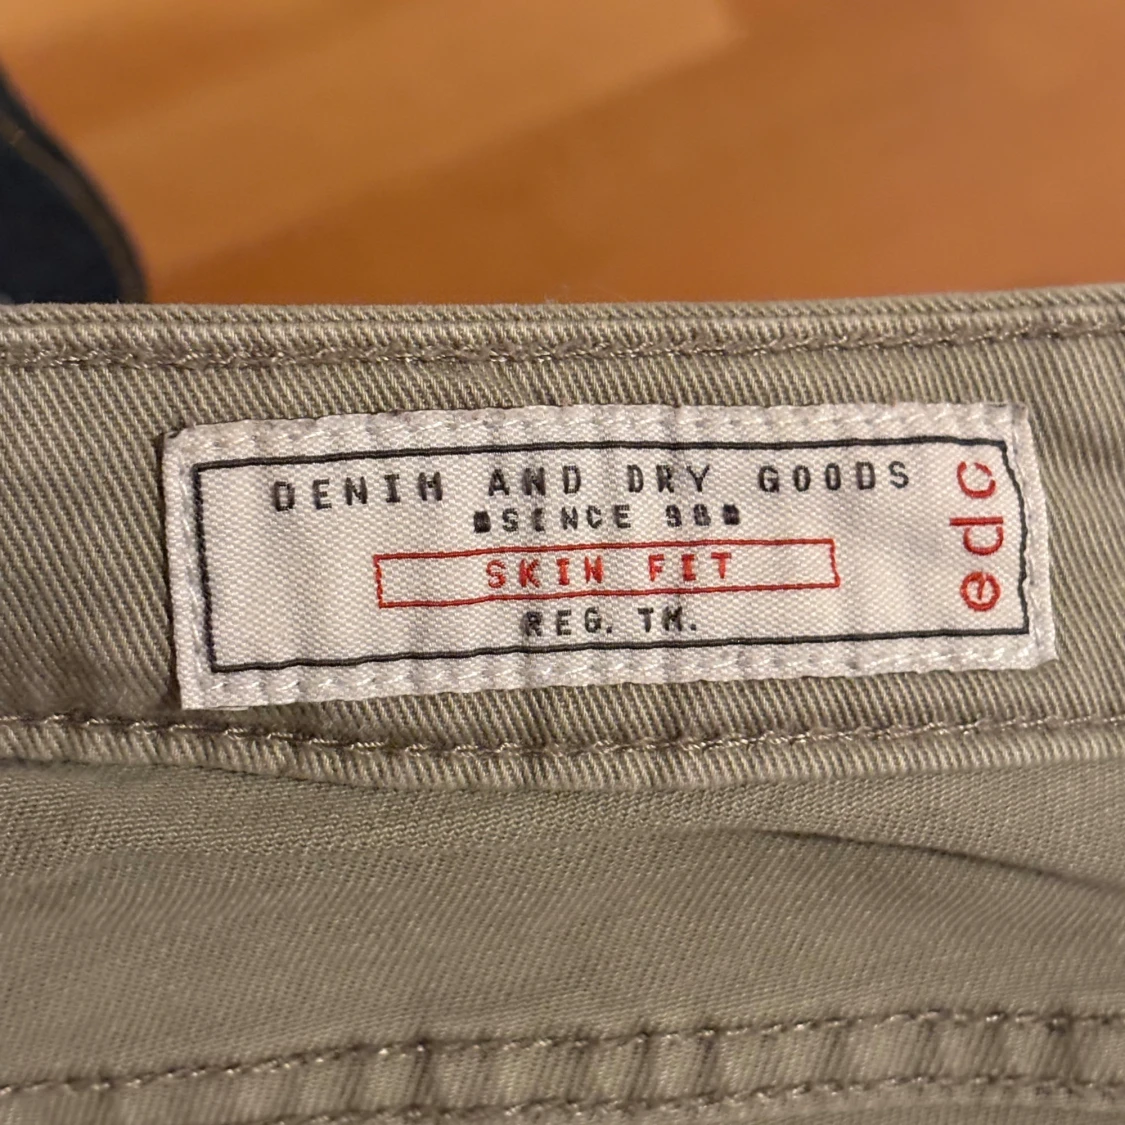 DENIM AND DRY GOODS
SINCE 98
SKIN FIT
REG. TM.
edc